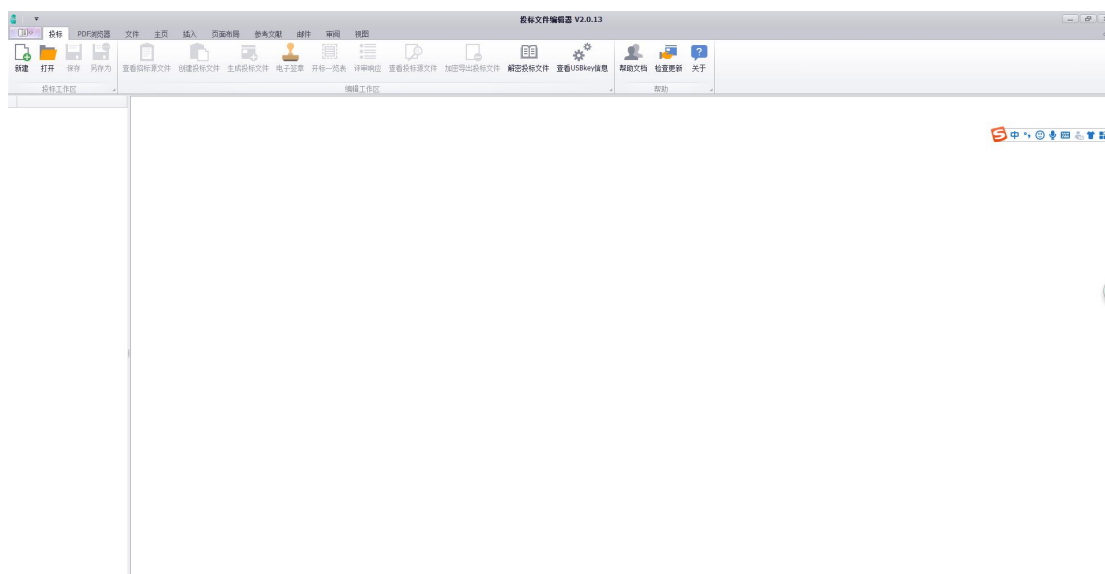 投标文件编辑器 V2.0.13
投标 PDF浏览器 文件 主页 插入 页面布局 参考文献 邮件 审阅 视图
新建 打开 保存 另存为 查看招标源文件 创建投标文件 生成投标文件 电子签章 开标一览表 评审响应 查看投标源文件 加密导出投标文件 解密投标文件 查看USBkey信息 帮助文档 检查更新 关于
投标工作区 编辑工作区 帮助
中